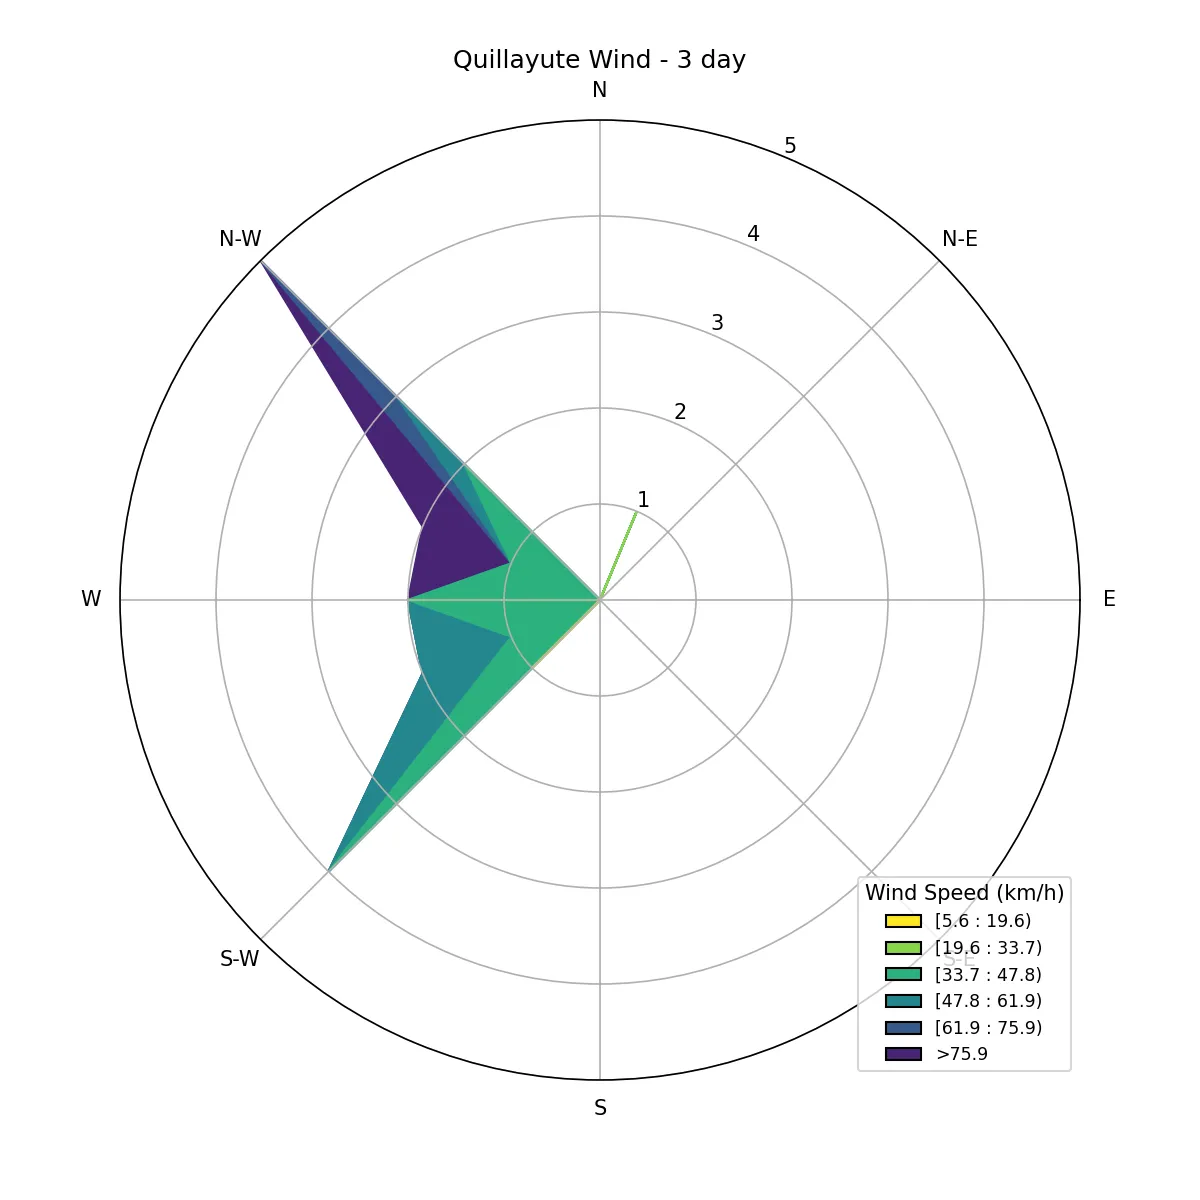 Quillayute Wind - 3 day
N
5
N-W
N-E
4
3
2
1
W
E
Wind Speed (km/h)
[5.6 : 19.6)
[19.6 : 33.7)
S-W
S-E
[33.7 : 47.8)
[47.8 : 61.9)
[61.9 : 75.9)
>75.9
S